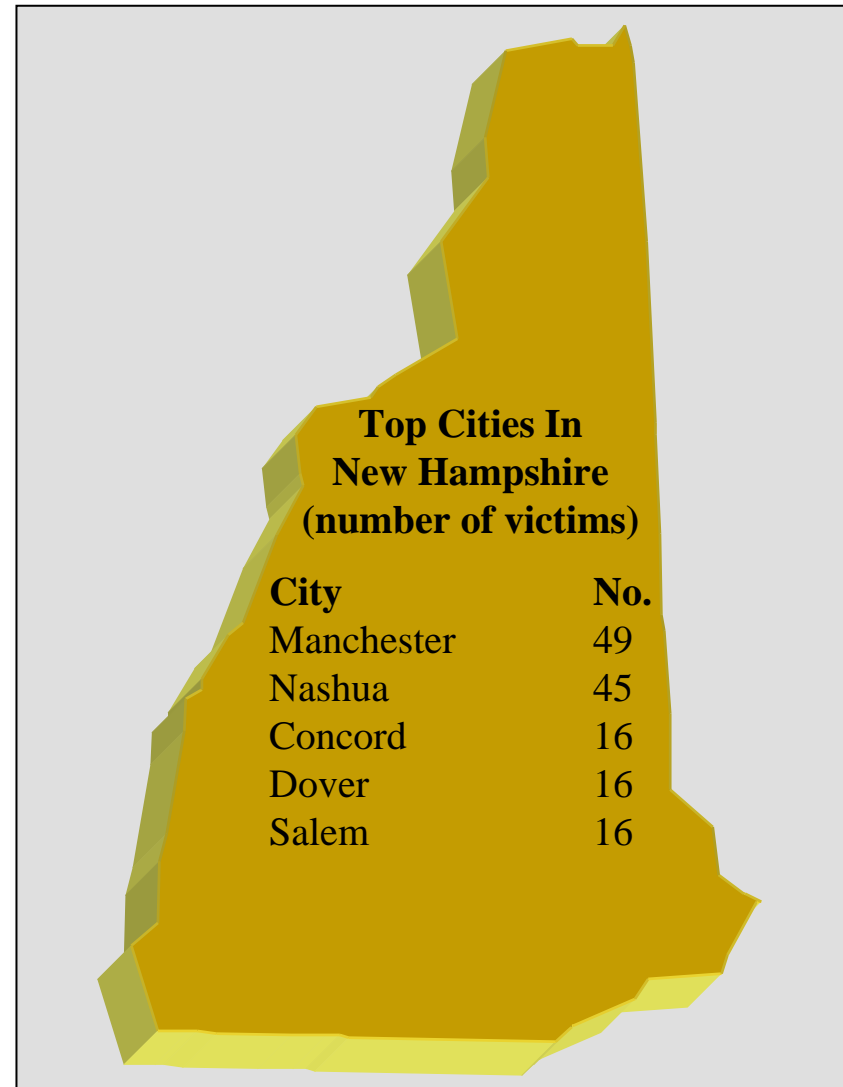 Top Cities In
New Hampshire
(number of victims)
City No.
Manchester 49
Nashua 45
Concord 16
Dover 16
Salem 16